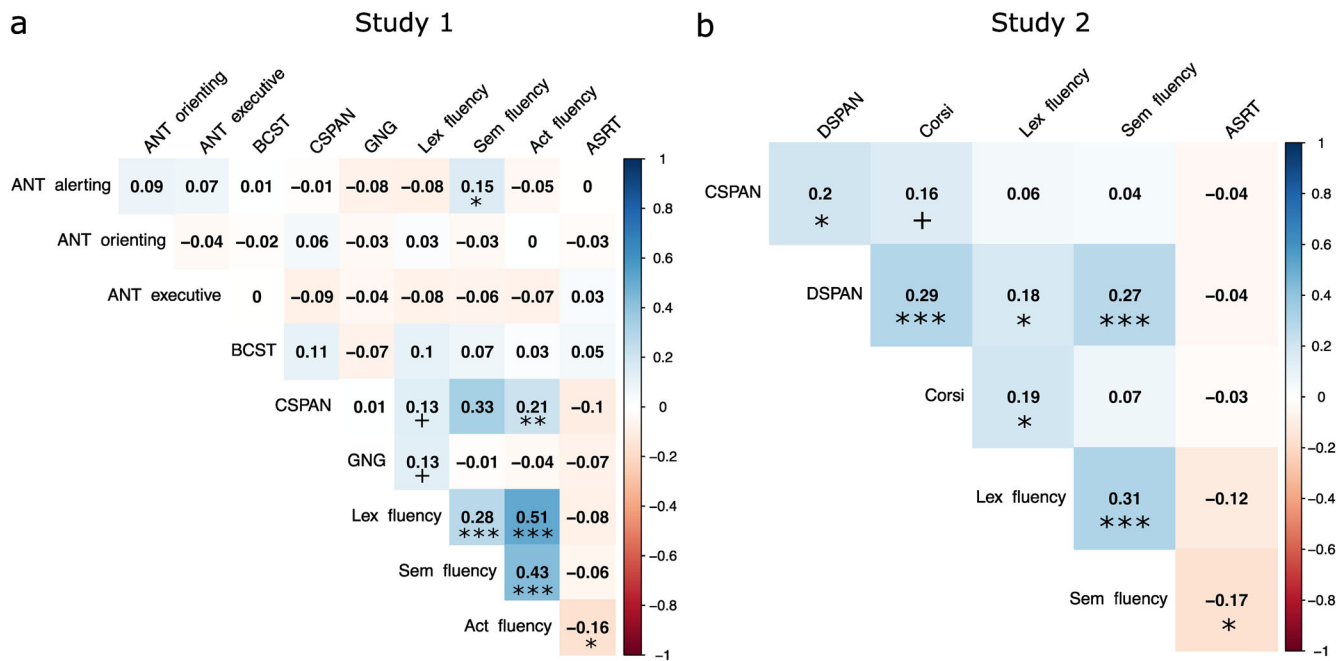 a
Study 1
ANT orienting
ANT executive
BCST
CSPAN
GNG
Lex fluency
Sem fluency
Act fluency
ASRT
ANT alerting 0.09 0.07 0.01 −0.01 −0.08 −0.08 0.15 −0.05 0
*
ANT orienting −0.04 −0.02 0.06 −0.03 0.03 −0.03 0 −0.03
ANT executive 0 −0.09 −0.04 −0.08 −0.06 −0.07 0.03
BCST 0.11 −0.07 0.1 0.07 0.03 0.05
CSPAN 0.01 0.13 0.33 0.21 −0.1
+ **
GNG 0.13 −0.01 −0.04 −0.07
+
Lex fluency 0.28 0.51 −0.08
*** ***
Sem fluency 0.43 −0.06
***
Act fluency −0.16
*
1
0.8
0.6
0.4
0.2
0
−0.2
−0.4
−0.6
−0.8
−1
b
Study 2
DSPAN
Corsi
Lex fluency
Sem fluency
ASRT
CSPAN 0.2 0.16 0.06 0.04 −0.04
* +
DSPAN 0.29 0.18 0.27 −0.04
*** * ***
Corsi 0.19 0.07 −0.03
*
Lex fluency 0.31 −0.12
***
Sem fluency −0.17
*
1
0.8
0.6
0.4
0.2
0
−0.2
−0.4
−0.6
−0.8
−1